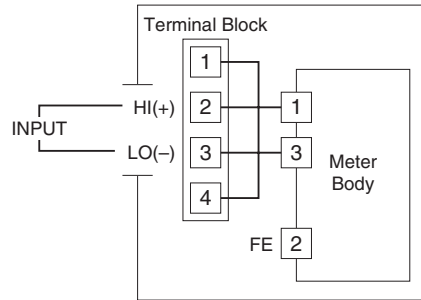 Terminal Block
1
HI(+) 2 1
INPUT
LO(–) 3 3
Meter
Body
4
FE 2